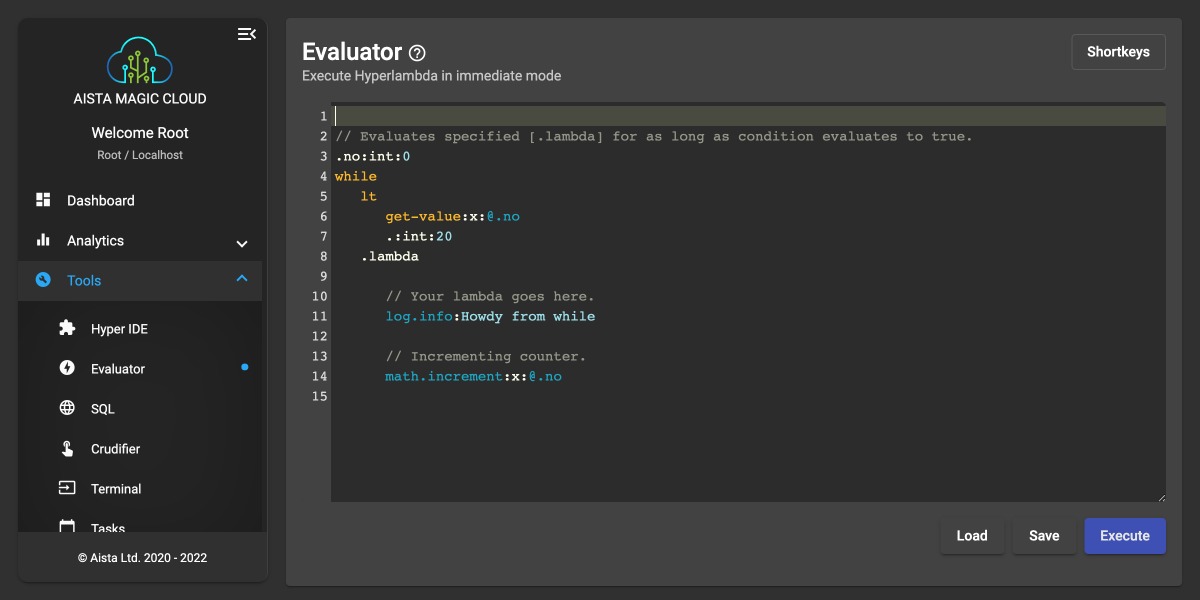 AISTA MAGIC CLOUD
Welcome Root
Root / Localhost
Dashboard
Analytics
Tools
Hyper IDE
Evaluator
SQL
Crudifier
Terminal
Tasks
© Aista Ltd. 2020 - 2022
Evaluator ?
Execute Hyperlambda in immediate mode
Shortkeys
1
2 // Evaluates specified [.lambda] for as long as condition evaluates to true.
3 .no:int:0
4 while
5    lt
6       get-value:x:@.no
7       .:int:20
8    .lambda
9
10       // Your lambda goes here.
11       log.info:Howdy from while
12
13       // Incrementing counter.
14       math.increment:x:@.no
15
Load Save Execute